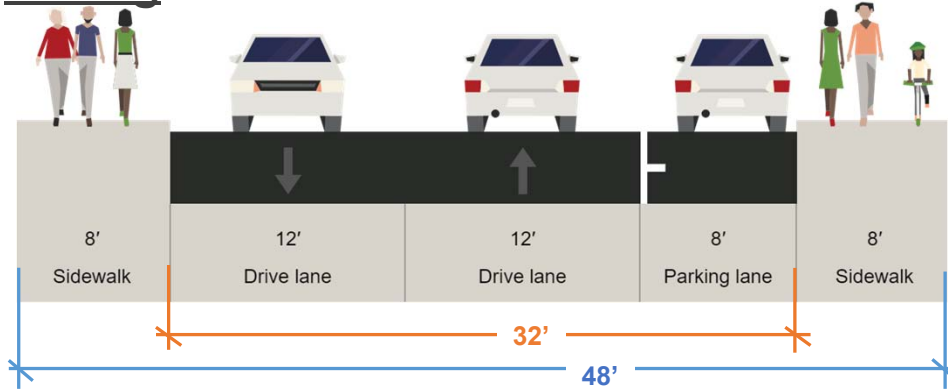 8′ 12′ 12′ 8′ 8′
Sidewalk Drive lane Drive lane Parking lane Sidewalk
32’
48’